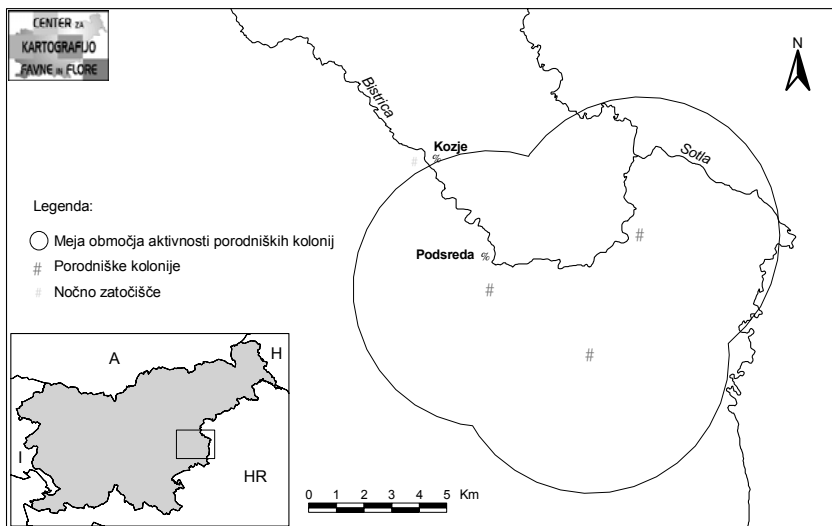 CENTER ZA
KARTOGRAFIJO
FAVNE IN FLORE
N
Bistrica
Kozje
%
#
Sotla
Legenda:
Meja območja aktivnosti porodniških kolonij
# Porodniške kolonije
# Nočno zatočišče
Podsreda %
#
#
#
A
H
I
HR
0 1 2 3 4 5 Km